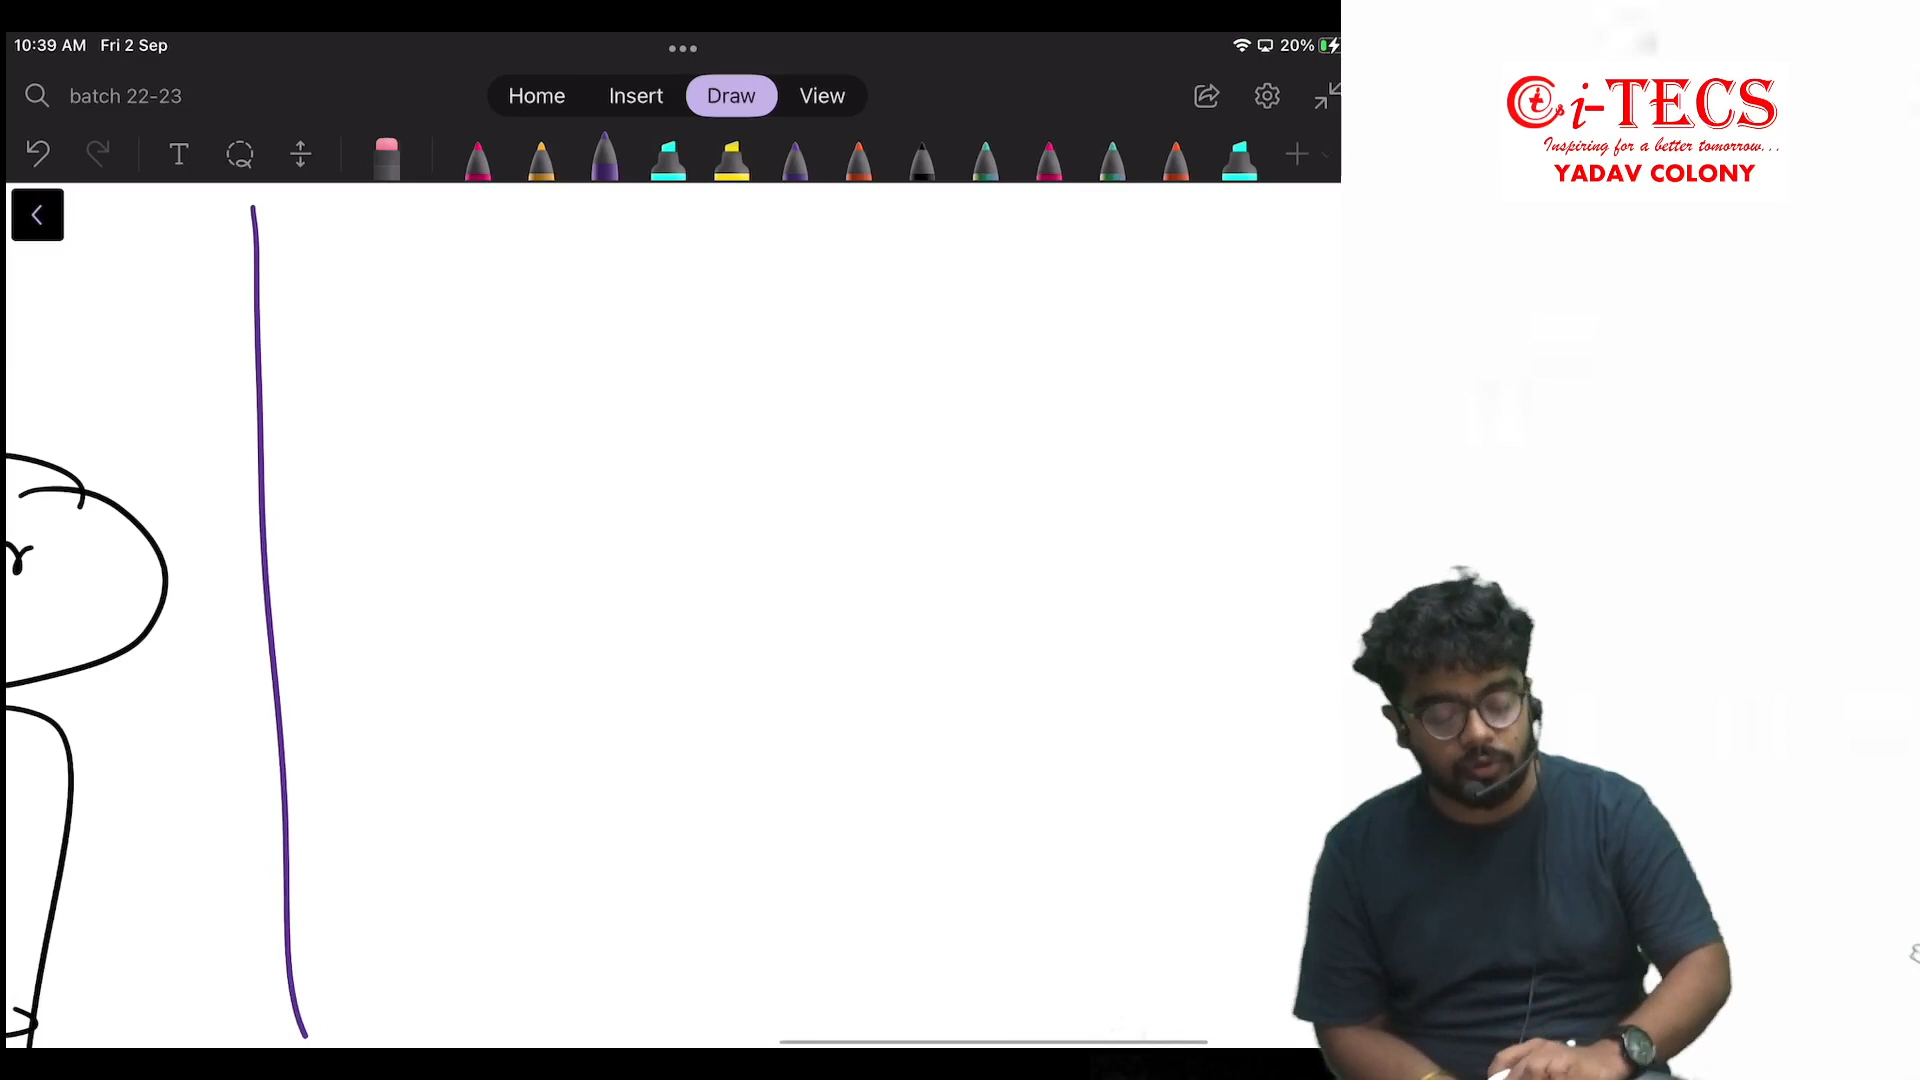 10:39 AM Fri 2 Sep
20%
batch 22-23
Home Insert Draw View
T
i-TECS
Inspiring for a better tomorrow...
YADAV COLONY
r